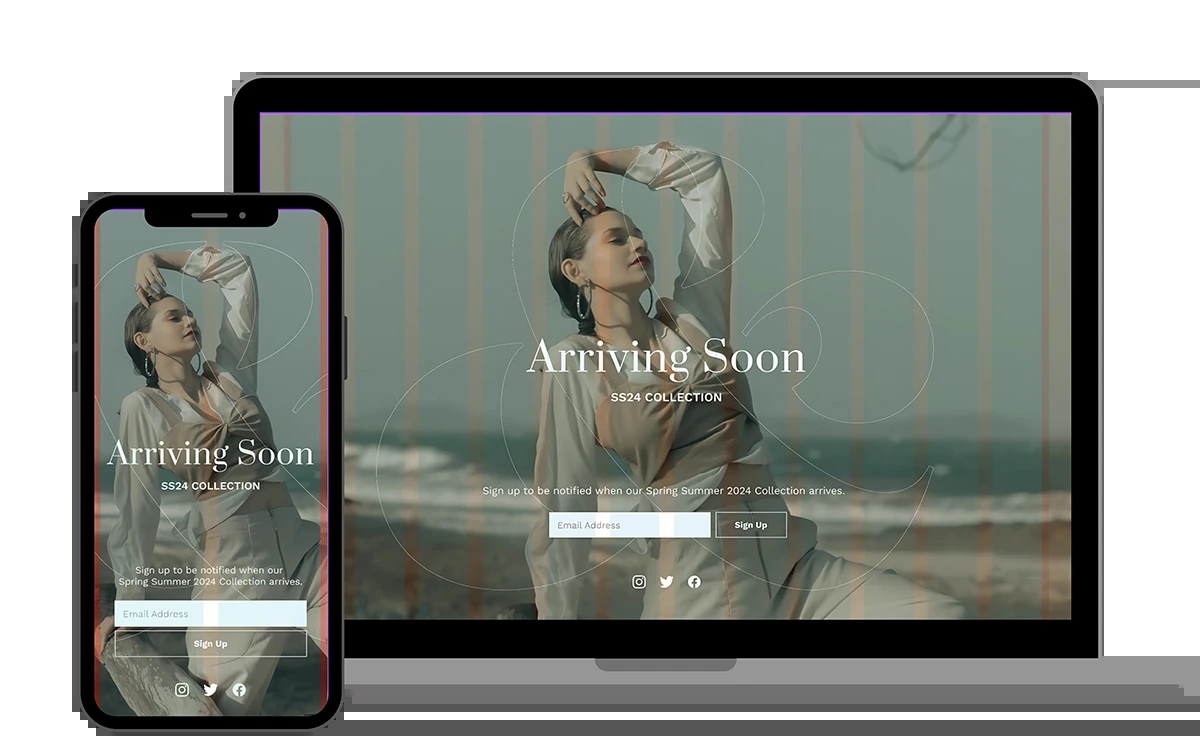 Arriving Soon
SS24 COLLECTION
Sign up to be notified when our Spring Summer 2024 Collection arrives.
Email Address
Sign Up
Arriving Soon
SS24 COLLECTION
Sign up to be notified when our
Spring Summer 2024 Collection arrives.
Email Address
Sign Up